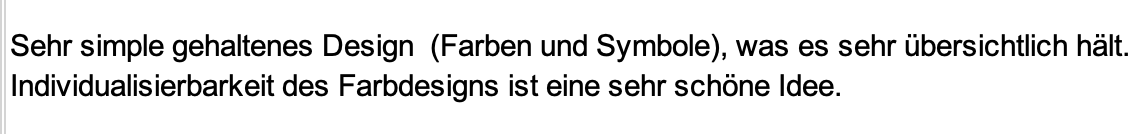 Sehr simple gehaltenes Design  (Farben und Symbole), was es sehr übersichtlich hält.
Individualisierbarkeit des Farbdesigns ist eine sehr schöne Idee.